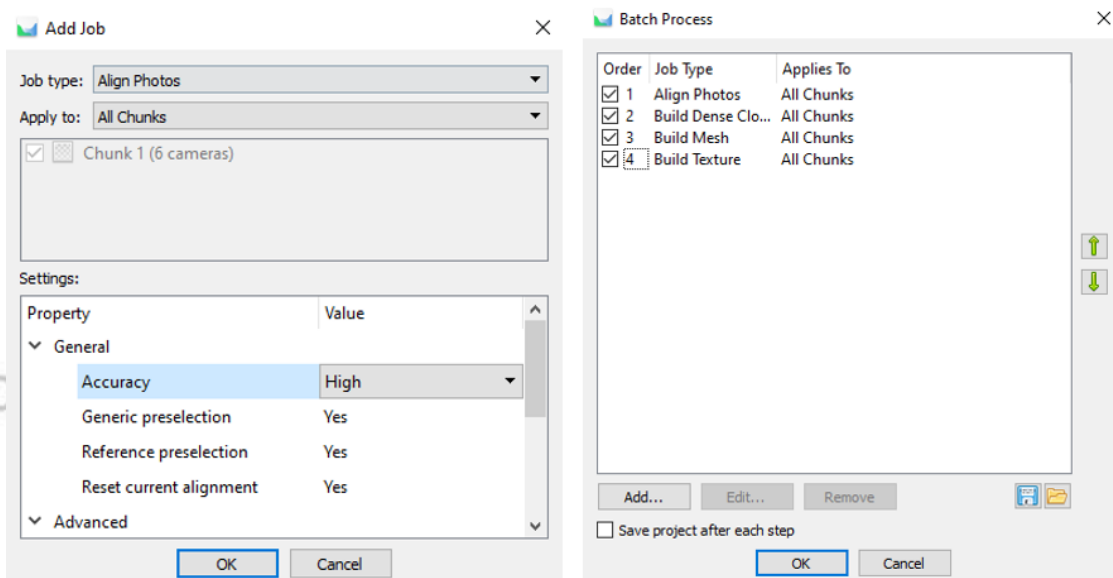 Add Job
Job type: Align Photos
Apply to: All Chunks
Chunk 1 (6 cameras)
Settings:
Property Value
General
Accuracy High
Generic preselection Yes
Reference preselection Yes
Reset current alignment Yes
Advanced
OK Cancel
Batch Process
Order Job Type Applies To
1 Align Photos All Chunks
2 Build Dense Clo... All Chunks
3 Build Mesh All Chunks
4 Build Texture All Chunks
Add... Edit... Remove
Save project after each step
OK Cancel